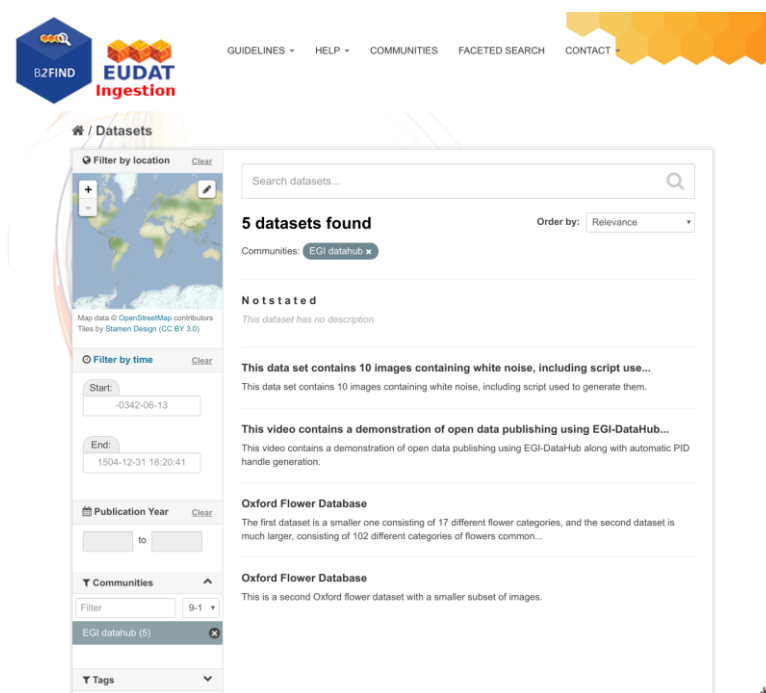 B2FIND
EUDAT
Ingestion
GUIDELINES
HELP
COMMUNITIES
FACETED SEARCH
CONTACT
/ Datasets
Filter by location
Clear
+
-
Map data © OpenStreetMap contributors
Tiles by Stamen Design (CC BY 3.0)
Filter by time
Clear
Start:
-0342-06-13
End:
1504-12-31 18:20:41
Publication Year
Clear
to
Communities
Filter
9-1
EGI datahub (5)
Tags
Search datasets...
5 datasets found
Order by:
Relevance
Communities:
EGI datahub x
N o t s t a t e d
This dataset has no description
This data set contains 10 images containing white noise, including script use...
This data set contains 10 images containing white noise, including script used to generate them.
This video contains a demonstration of open data publishing using EGI-DataHub...
This video contains a demonstration of open data publishing using EGI-DataHub along with automatic PID
handle generation.
Oxford Flower Database
The first dataset is a smaller one consisting of 17 different flower categories, and the second dataset is
much larger, consisting of 102 different categories of flowers common...
Oxford Flower Database
This is a second Oxford flower dataset with a smaller subset of images.